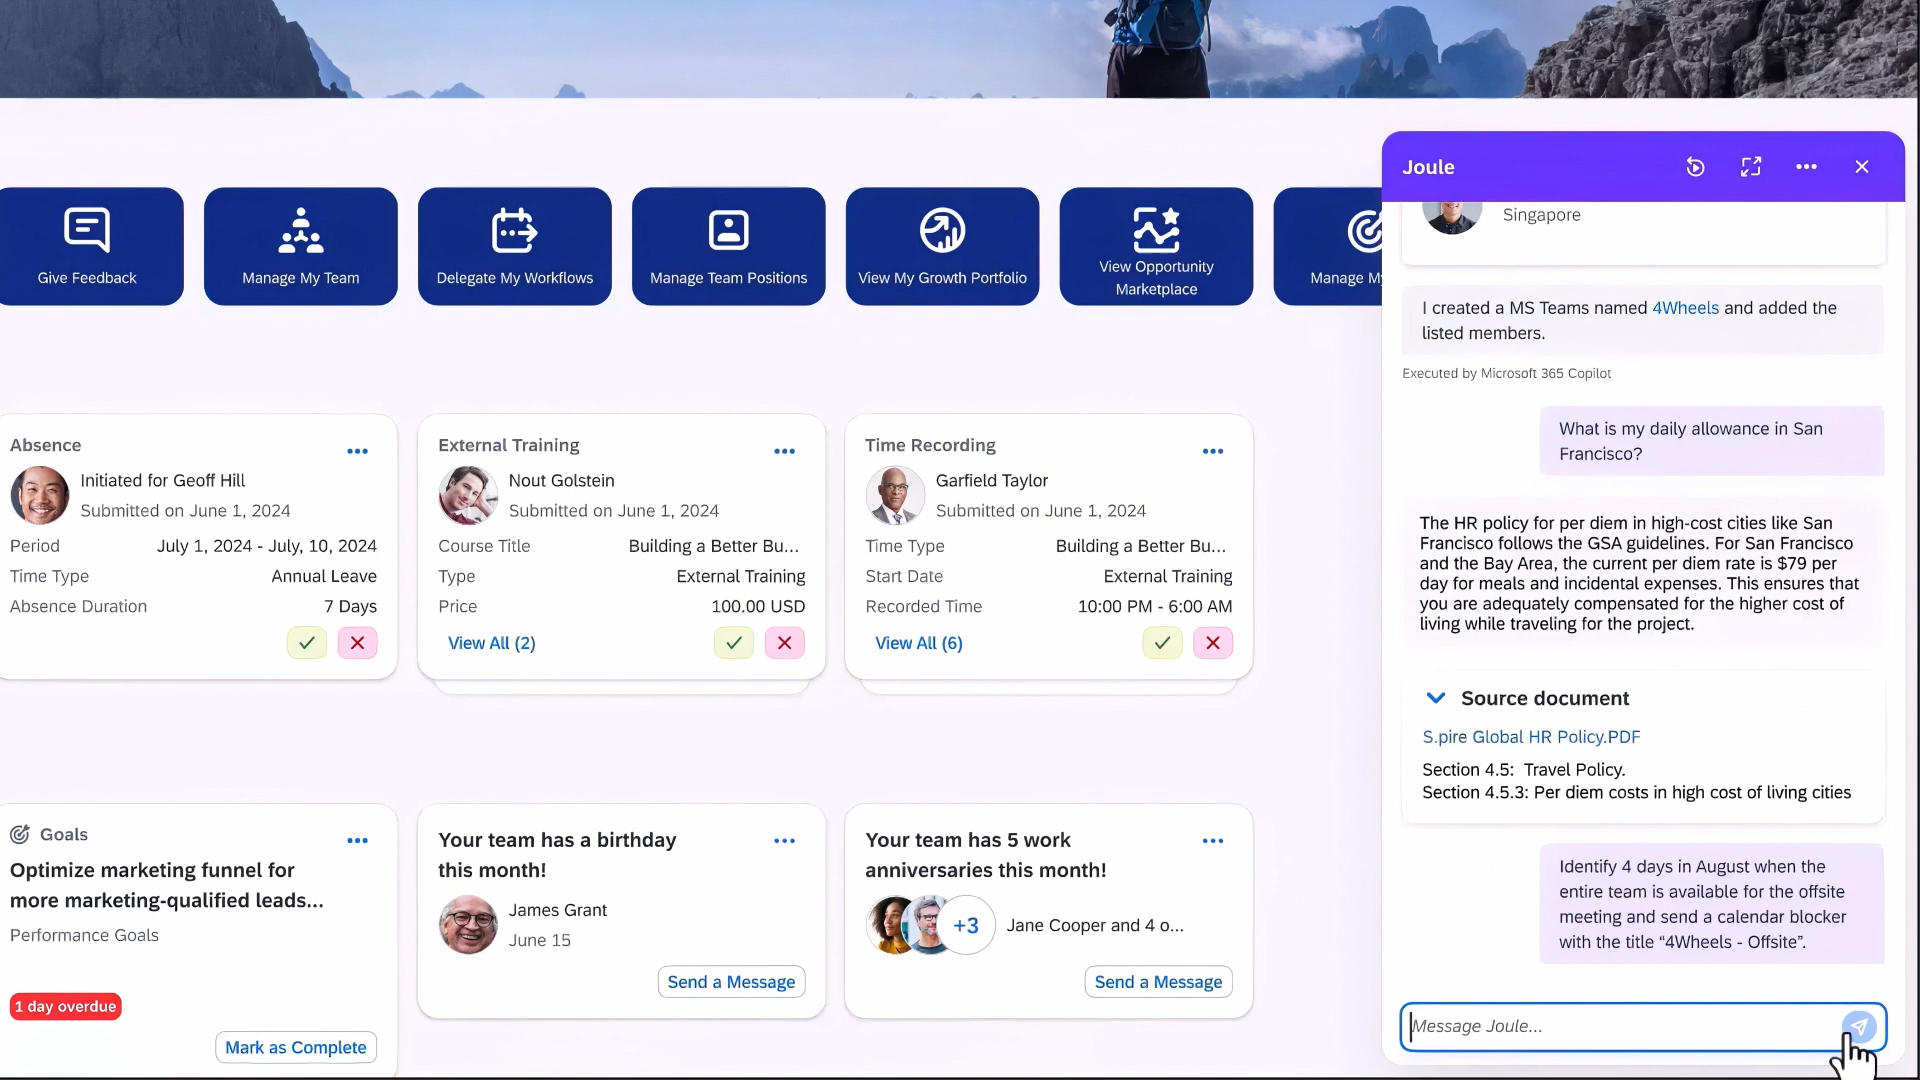 Give Feedback
Manage My Team
Delegate My Workflows
Manage Team Positions
View My Growth Portfolio
View Opportunity
Marketplace
Absence
Initiated for Geoff Hill
Submitted on June 1, 2024
Period
July 1, 2024 - July, 10, 2024
Time Type
Annual Leave
Absence Duration
7 Days
External Training
Nout Golstein
Submitted on June 1, 2024
Course Title
Building a Better Bu...
Type
External Training
Price
100.00 USD
View All (2)
Time Recording
Garfield Taylor
Submitted on June 1, 2024
Time Type
Building a Better Bu...
Start Date
External Training
Recorded Time
10:00 PM - 6:00 AM
View All (6)
Goals
Optimize marketing funnel for
more marketing-qualified leads...
Performance Goals
1 day overdue
Mark as Complete
Your team has a birthday
this month!
James Grant
June 15
Send a Message
Your team has 5 work
anniversaries this month!
+3
Jane Cooper and 4 o...
Send a Message
Joule
Singapore
I created a MS Teams named 4Wheels and added the
listed members.
Executed by Microsoft 365 Copilot
What is my daily allowance in San
Francisco?
The HR policy for per diem in high-cost cities like San
Francisco follows the GSA guidelines. For San Francisco
and the Bay Area, the current per diem rate is $79 per
day for meals and incidental expenses. This ensures that
you are adequately compensated for the higher cost of
living while traveling for the project.
Source document
S.pire Global HR Policy.PDF
Section 4.5: Travel Policy.
Section 4.5.3: Per diem costs in high cost of living cities
Identify 4 days in August when the
entire team is available for the offsite
meeting and send a calendar blocker
with the title “4Wheels - Offsite”.
Message Joule...